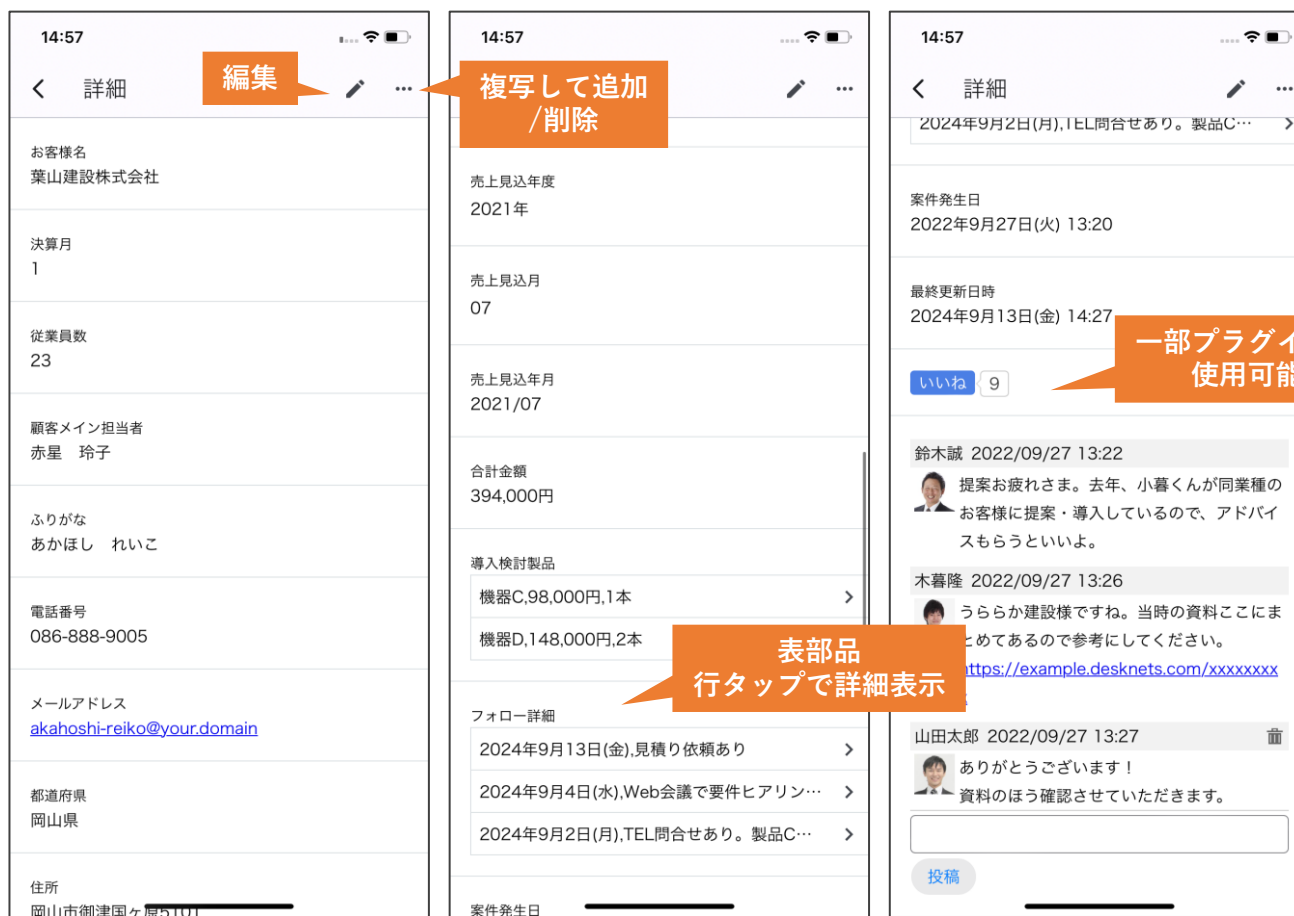 14:57
詳細
編集
複写して追加
/削除
お客様名
葉山建設株式会社
決算月
1
従業員数
23
顧客メイン担当者
赤星 玲子
ふりがな
あかほし れいこ
電話番号
086-888-9005
メールアドレス
akahoshi-reiko@your.domain
都道府県
岡山県
住所
岡山市御津国ヶ原5101
14:57
売上見込年度
2021年
売上見込月
07
売上見込年月
2021/07
合計金額
394,000円
導入検討製品
機器C,98,000円,1本
機器D,148,000円,2本
表部品
行タップで詳細表示
フォロー詳細
2024年9月13日(金),見積り依頼あり
2024年9月4日(水),Web会議で要件ヒアリン…
2024年9月2日(月),TEL問合せあり。製品C…
案件発生日
14:57
詳細
2024年9月2日(月),TEL問合せあり。製品C…
案件発生日
2022年9月27日(火) 13:20
最終更新日時
2024年9月13日(金) 14:27
一部プラグイ
使用可能
いいね 9
鈴木誠 2022/09/27 13:22
提案お疲れさま。去年、小暮くんが同業種の
お客様に提案・導入しているので、アドバイ
スもらうといいよ。
木暮隆 2022/09/27 13:26
うららか建設様ですね。当時の資料ここにま
とめてあるので参考にしてください。
https://example.desknets.com/xxxxxxxx
山田太郎 2022/09/27 13:27
ありがとうございます！
資料のほう確認させていただきます。
投稿